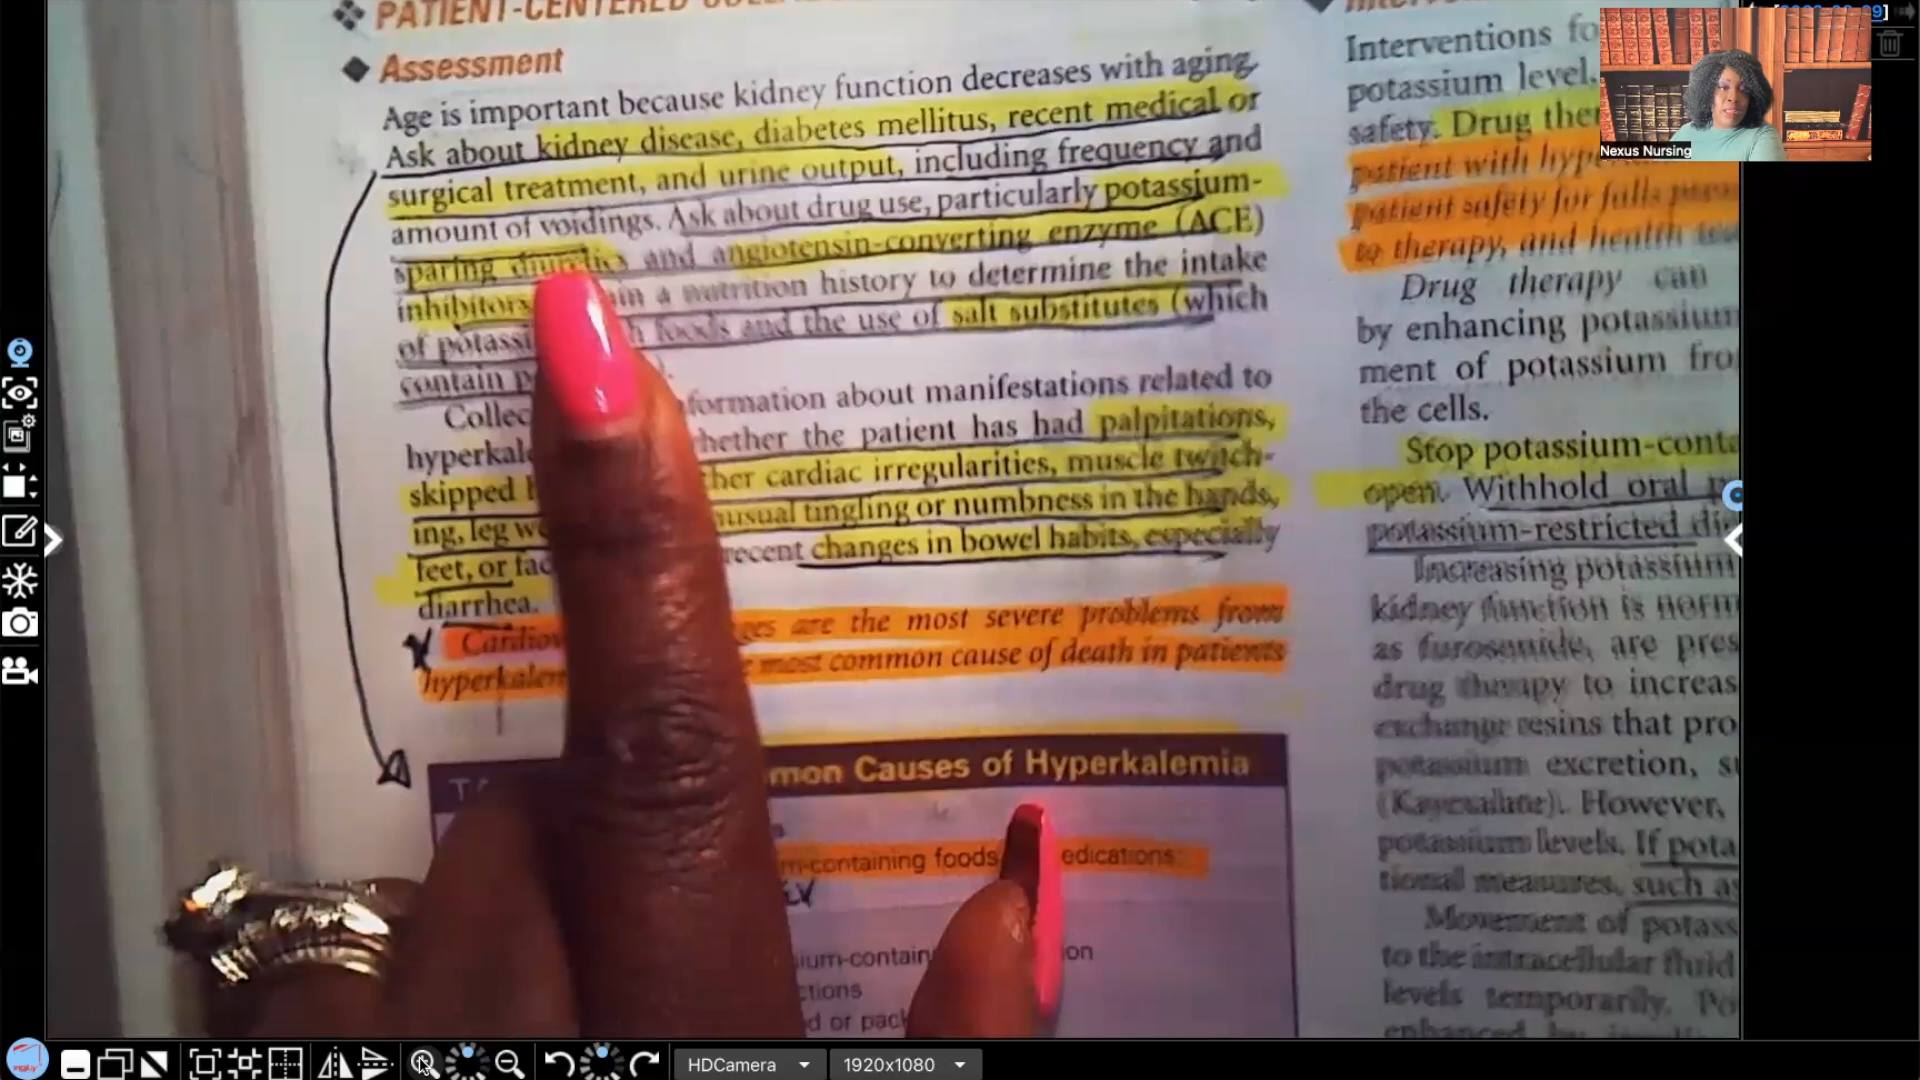 PATIENT-CENTERED
Assessment
Age is important because kidney function decreases with aging.
Ask about kidney disease, diabetes mellitus, recent medical or
surgical treatment, and urine output, including frequency and
amount of voidings. Ask about drug use, particularly potassium-
sparing diuretics and angiotensin-converting enzyme (ACE)
inhibitors. in a nutrition history to determine the intake
of potassi h foods and the use of salt substitutes (which
contain p ).
Collec formation about manifestations related to
hyperkal hether the patient has had palpitations,
skipped her cardiac irregularities, muscle twitch-
ing, leg w nusual tingling or numbness in the hands,
feet, or fac recent changes in bowel habits, especially
diarrhea.
Cardiov ges are the most severe problems from
hyperkalem e most common cause of death in patients
mon Causes of Hyperkalemia
m-containing foods edications:
ium-contain ion
ctions
d or pack
Interventions fo
potassium level.
safety. Drug ther
patient with hype
patient safety for falls
to therapy, and health
Drug therapy can
by enhancing potassium
ment of potassium fro
the cells.
Stop potassium-conta
open. Withhold oral p
potassium-restricted di
Increasing potassium
kidney function is norm
as furosemide, are pres
drug therapy to increas
exchange resins that pro
potassium excretion, su
(Kayexalate). However,
potassium levels. If pota
tional measures, such as
Movement of potass
to the intracellular fluid
levels temporarily. Po
Nexus Nursing
HDCamera
1920x1080